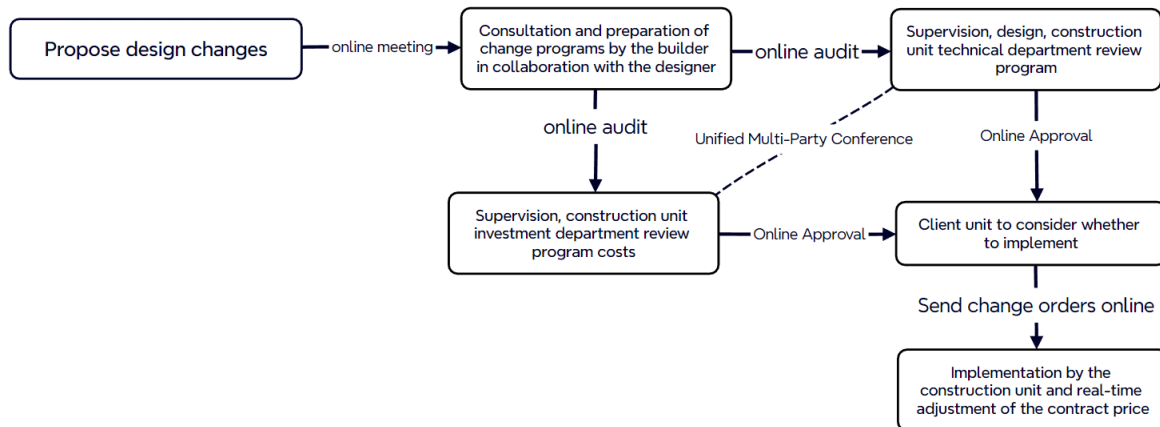 Propose design changes
online meeting
Consultation and preparation of
change programs by the builder
in collaboration with the designer
online audit
Supervision, design, construction
unit technical department review
program
online audit
Unified Multi-Party Conference
Online Approval
Supervision, construction unit
investment department review
program costs
Online Approval
Client unit to consider whether
to implement
Send change orders online
Implementation by the
construction unit and real-time
adjustment of the contract price